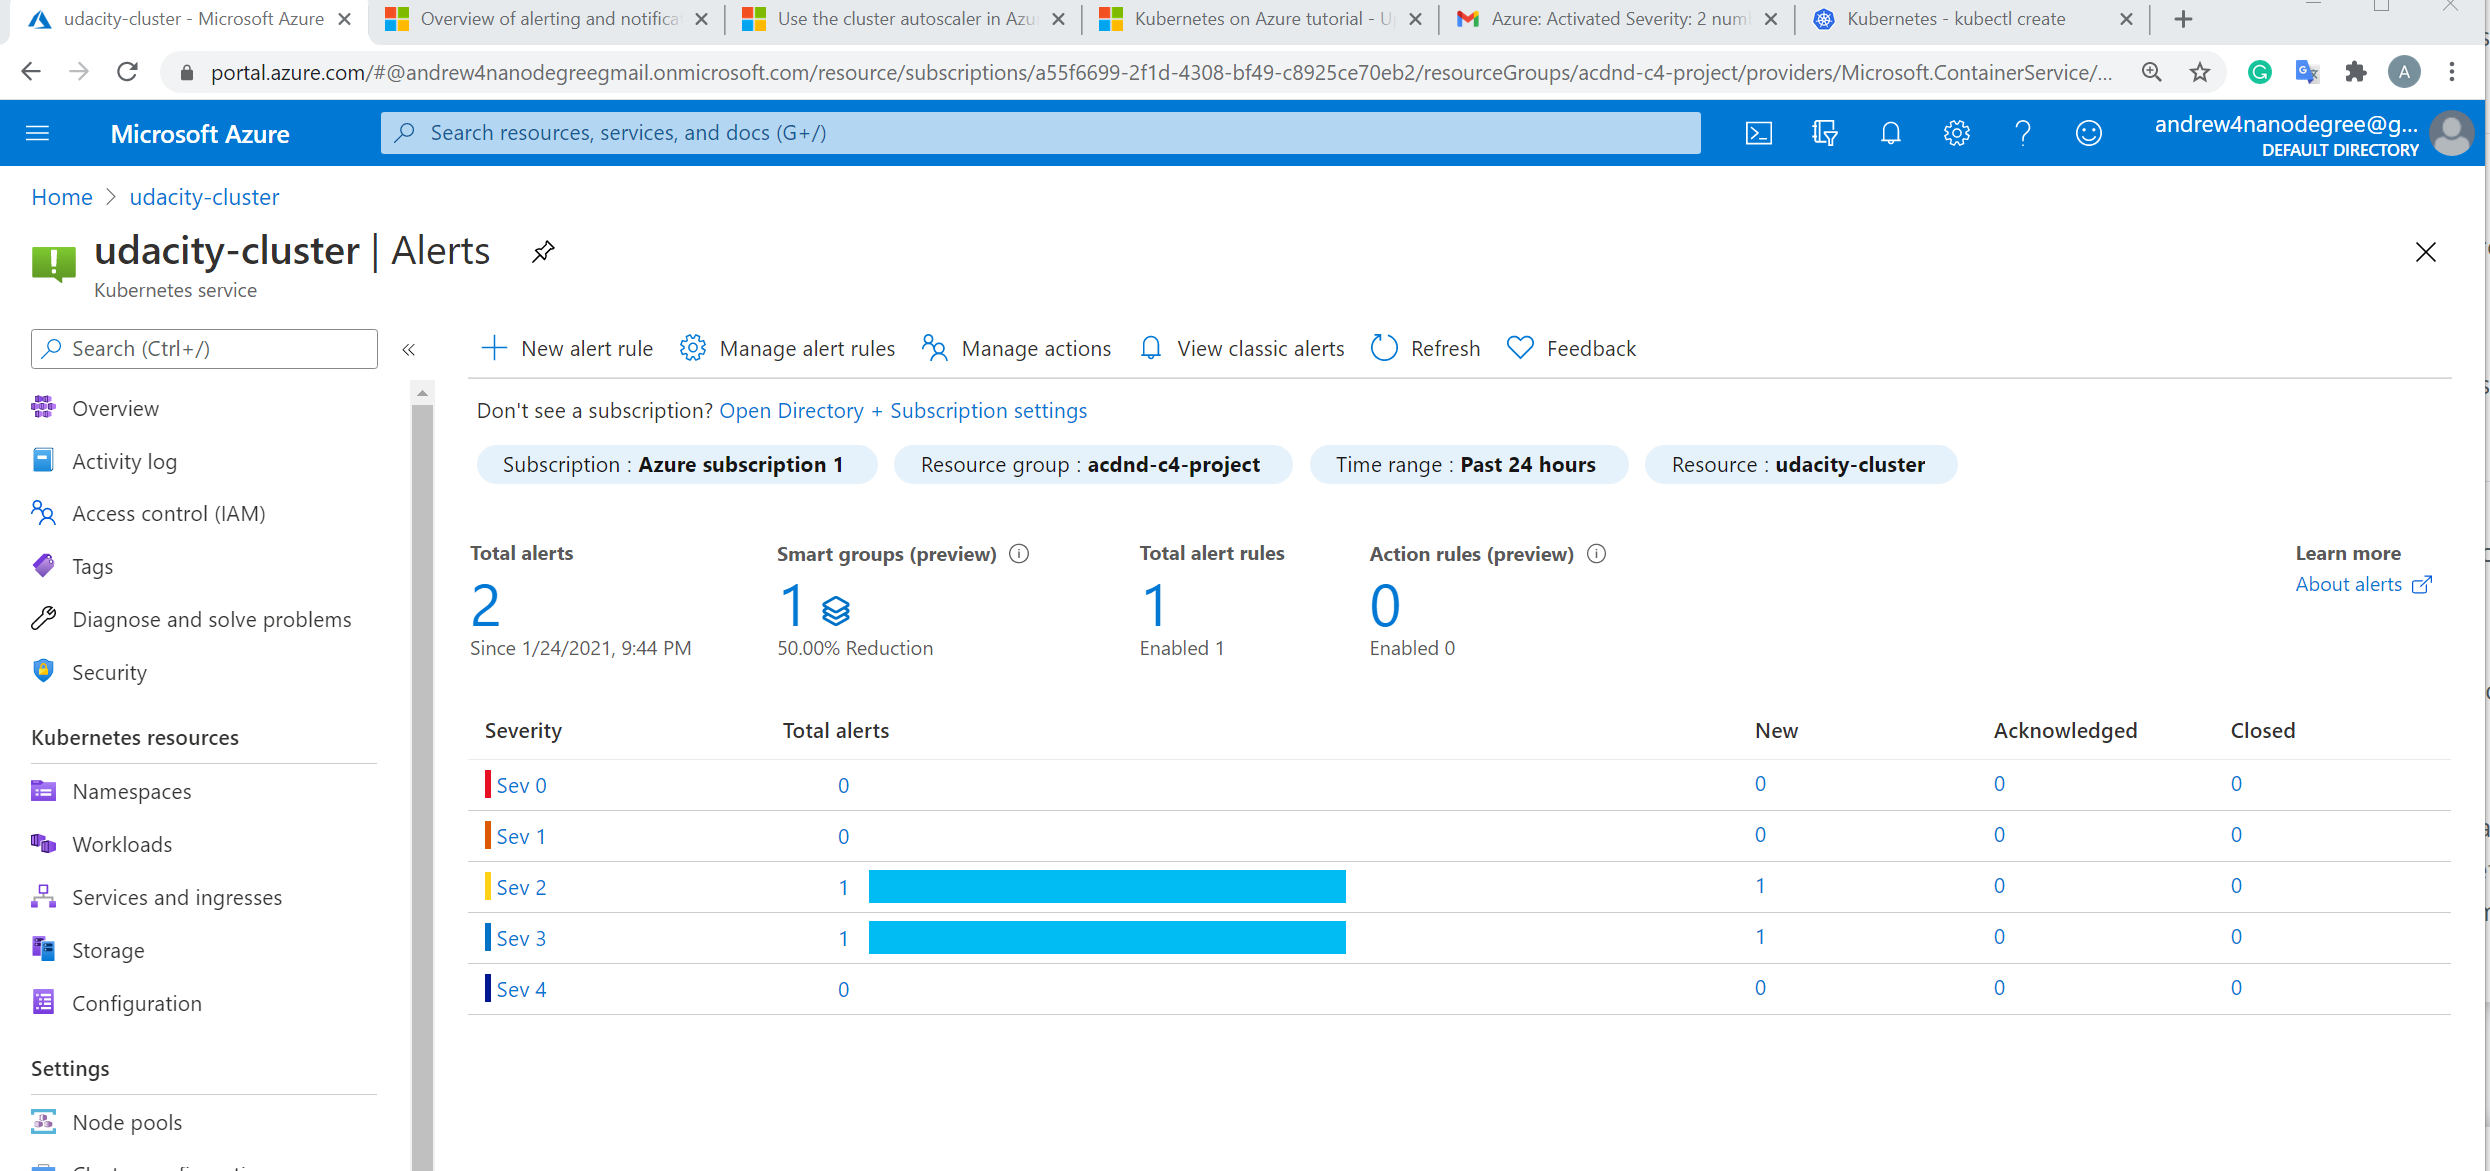 udacity-cluster - Microsoft Azure
Overview of alerting and notifica
Use the cluster autoscaler in Azu
Kubernetes on Azure tutorial - U
Azure: Activated Severity: 2 num
Kubernetes - kubectl create
portal.azure.com/#@andrew4nanodegreegmail.onmicrosoft.com/resource/subscriptions/a55f6699-2f1d-4308-bf49-c8925ce70eb2/resourceGroups/acdnd-c4-project/providers/Microsoft.ContainerService/...
A
Microsoft Azure
Search resources, services, and docs (G+/)
andrew4nanodegree@g...
DEFAULT DIRECTORY
Home > udacity-cluster
udacity-cluster | Alerts
Kubernetes service
Search (Ctrl+/)
«
New alert rule
Manage alert rules
Manage actions
View classic alerts
Refresh
Feedback
Overview
Activity log
Access control (IAM)
Tags
Diagnose and solve problems
Security
Kubernetes resources
Namespaces
Workloads
Services and ingresses
Storage
Configuration
Settings
Node pools
Don't see a subscription? Open Directory + Subscription settings
Subscription : Azure subscription 1
Resource group : acdnd-c4-project
Time range : Past 24 hours
Resource : udacity-cluster
Total alerts
2
Since 1/24/2021, 9:44 PM
Smart groups (preview)
1
50.00% Reduction
Total alert rules
1
Enabled 1
Action rules (preview)
0
Enabled 0
Learn more
About alerts
Severity Total alerts New Acknowledged Closed
Sev 0 0 0 0 0
Sev 1 0 0 0 0
Sev 2 1 1 0 0
Sev 3 1 1 0 0
Sev 4 0 0 0 0